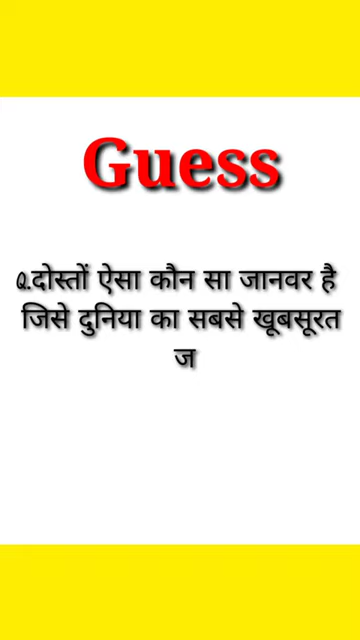 Guess
Q.दोस्तों ऐसा कौन सा जानवर है
जिसे दुनिया का सबसे खूबसूरत
ज